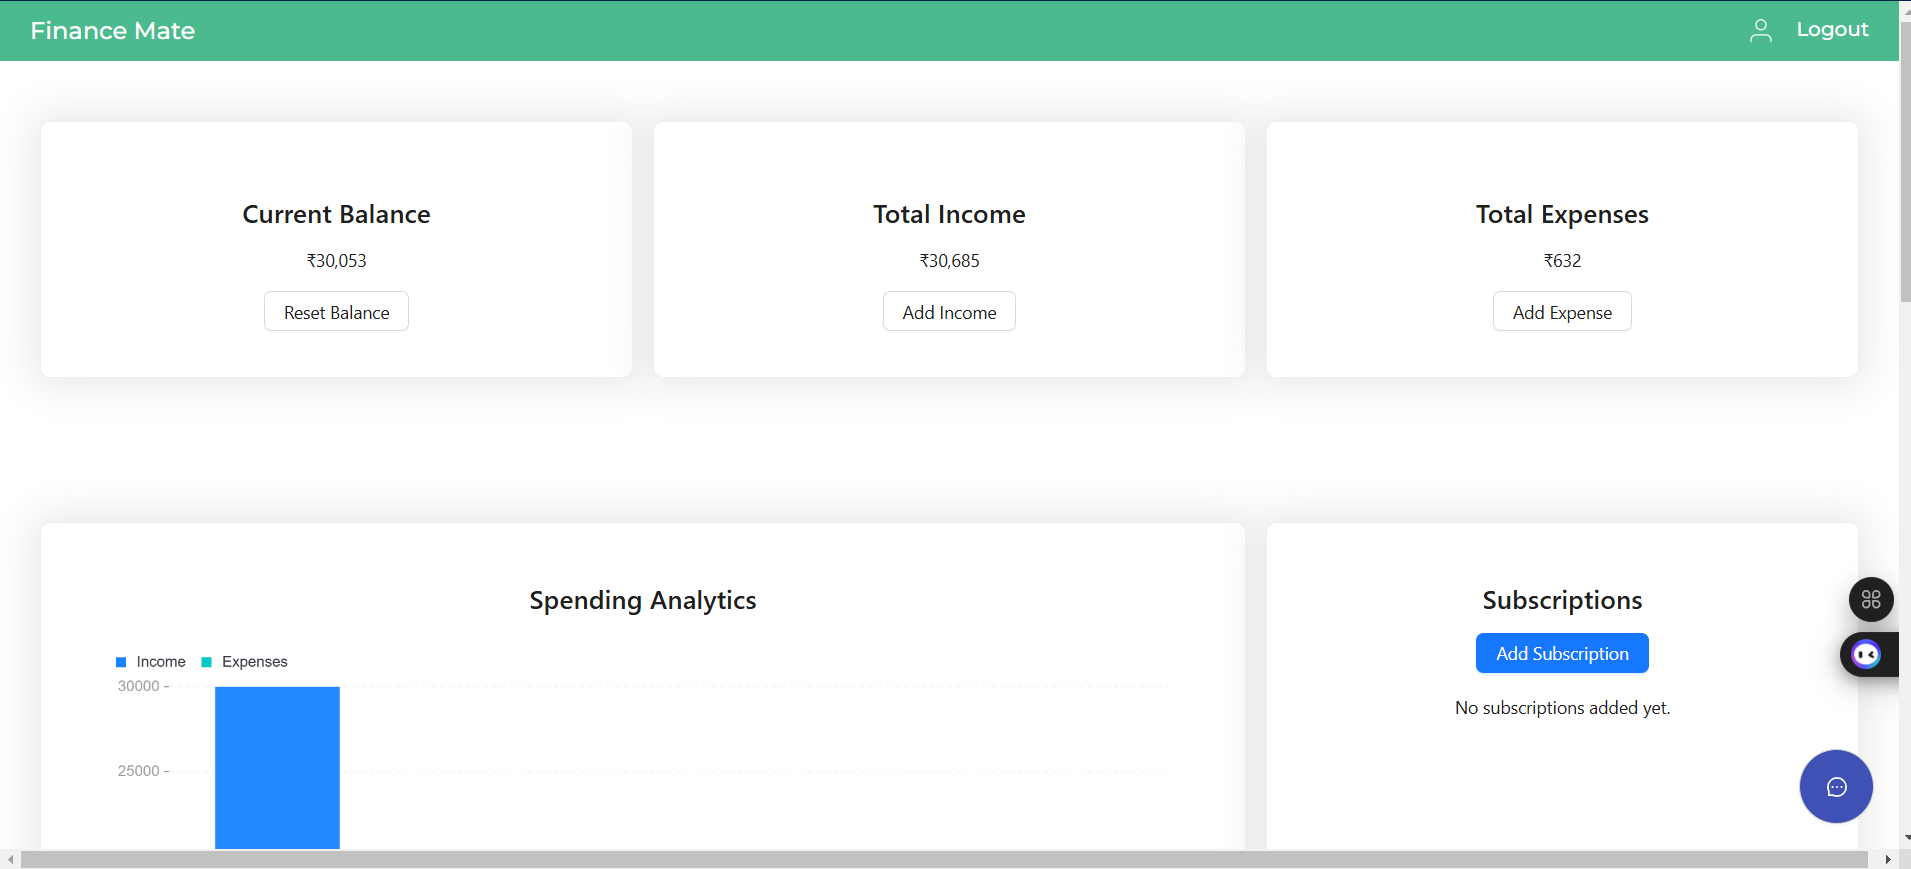 Finance Mate
Logout
Current Balance
₹30,053
Reset Balance
Total Income
₹30,685
Add Income
Total Expenses
₹632
Add Expense
Spending Analytics
Income Expenses
30000
25000
Subscriptions
Add Subscription
No subscriptions added yet.